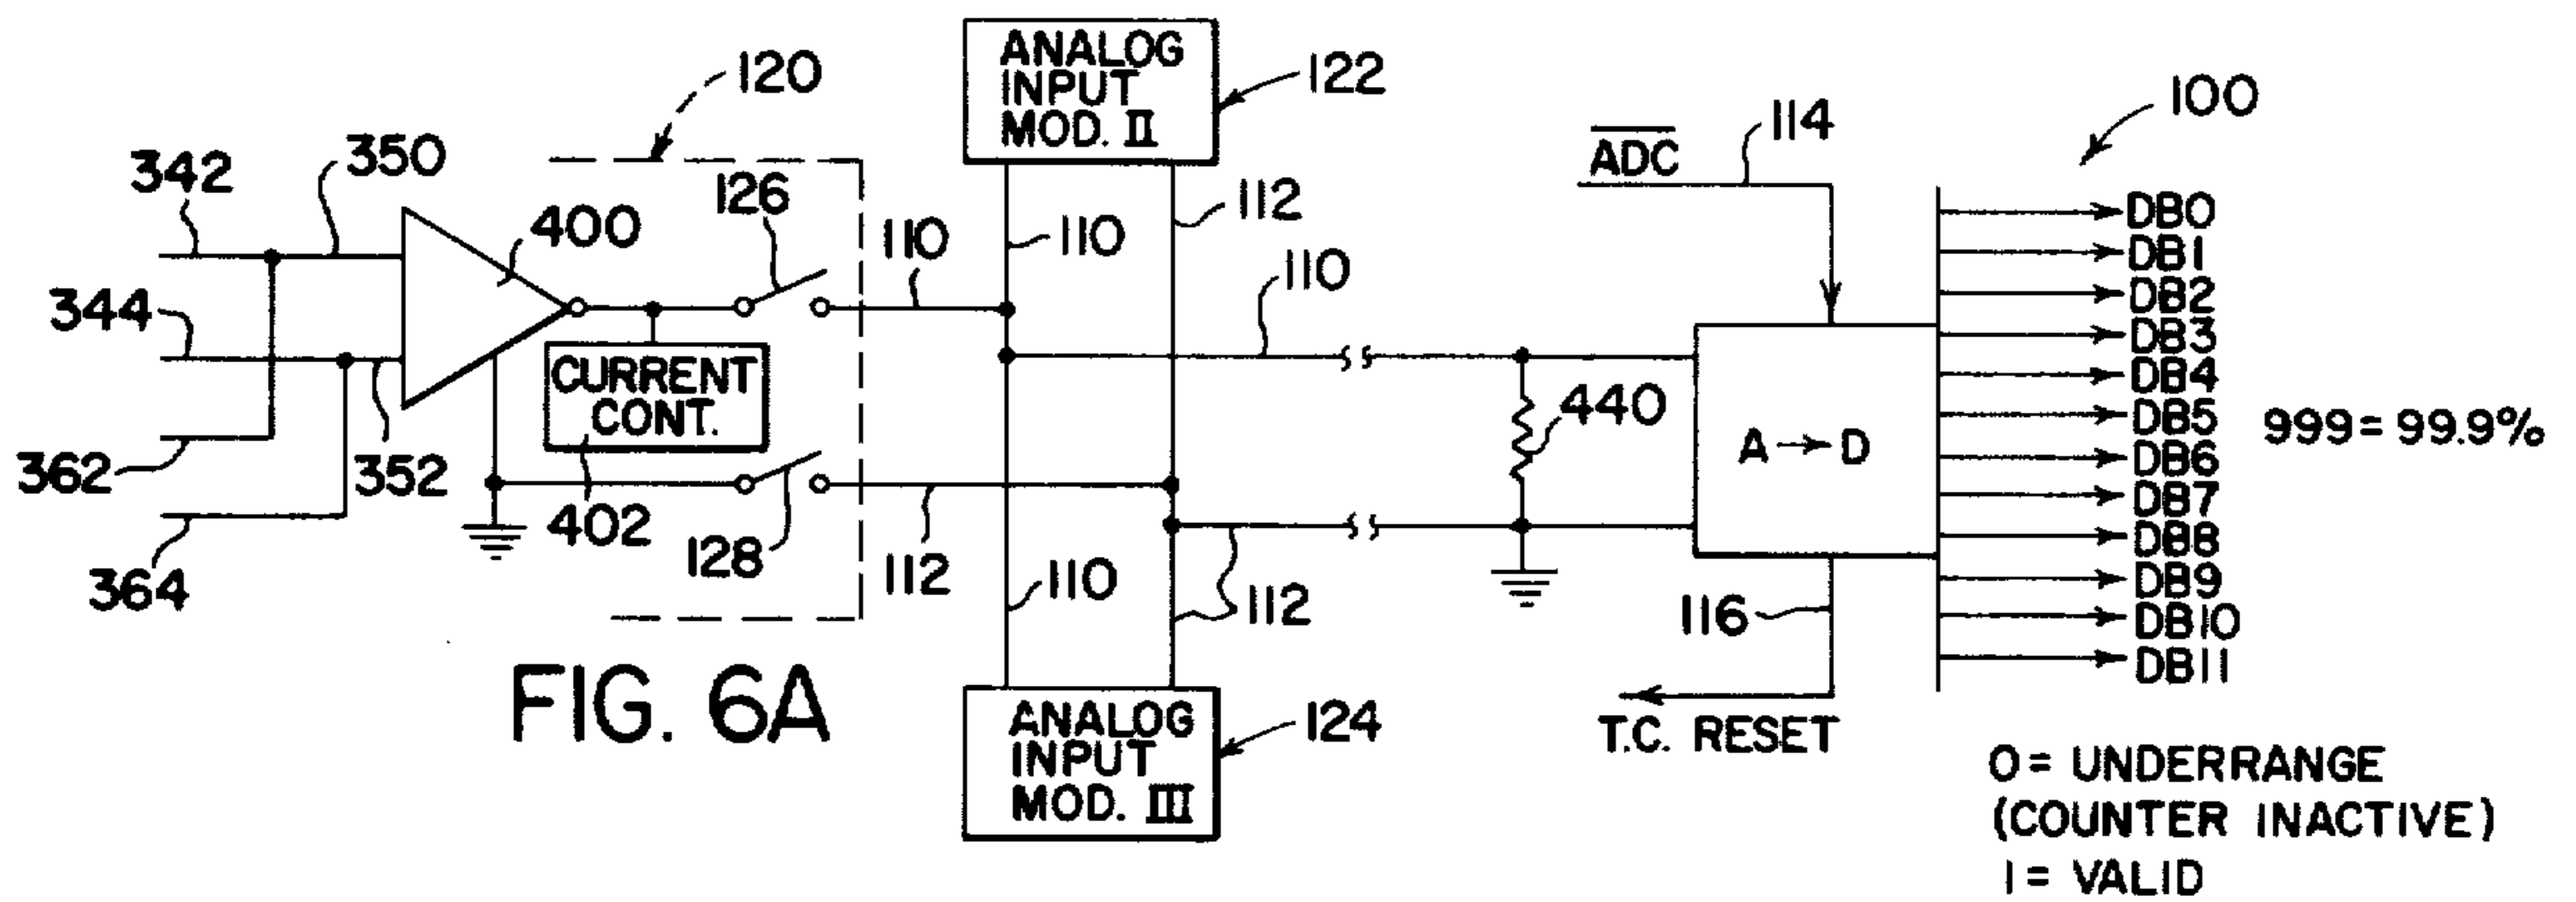 120
ANALOG
INPUT
MOD. II
122
100
342
350
126
ADC
114
400
110
110
112
110
DB0
DB1
DB2
DB3
DB4
DB5
DB6
DB7
DB8
DB9
DB10
DB11
344
CURRENT
CONT.
440
A → D
999 = 99.9%
362
352
402
128
112
364
110
112
116
FIG. 6A
ANALOG
INPUT
MOD. III
124
T.C. RESET
0 = UNDERRANGE
(COUNTER INACTIVE)
1 = VALID